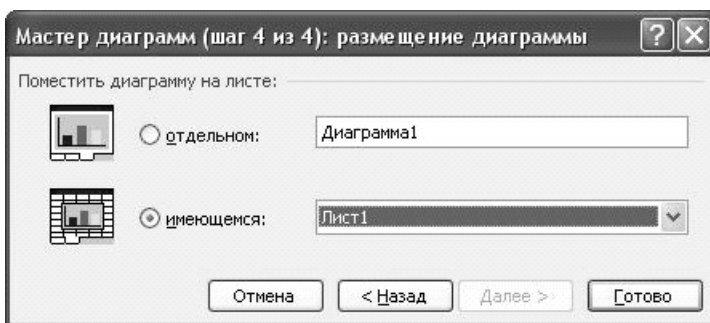 Мастер диаграмм (шаг 4 из 4): размещение диаграммы
Поместить диаграмму на листе:
отдельном: Диаграмма1
имеющемся: Лист1
Отмена < Назад Далее > Готово